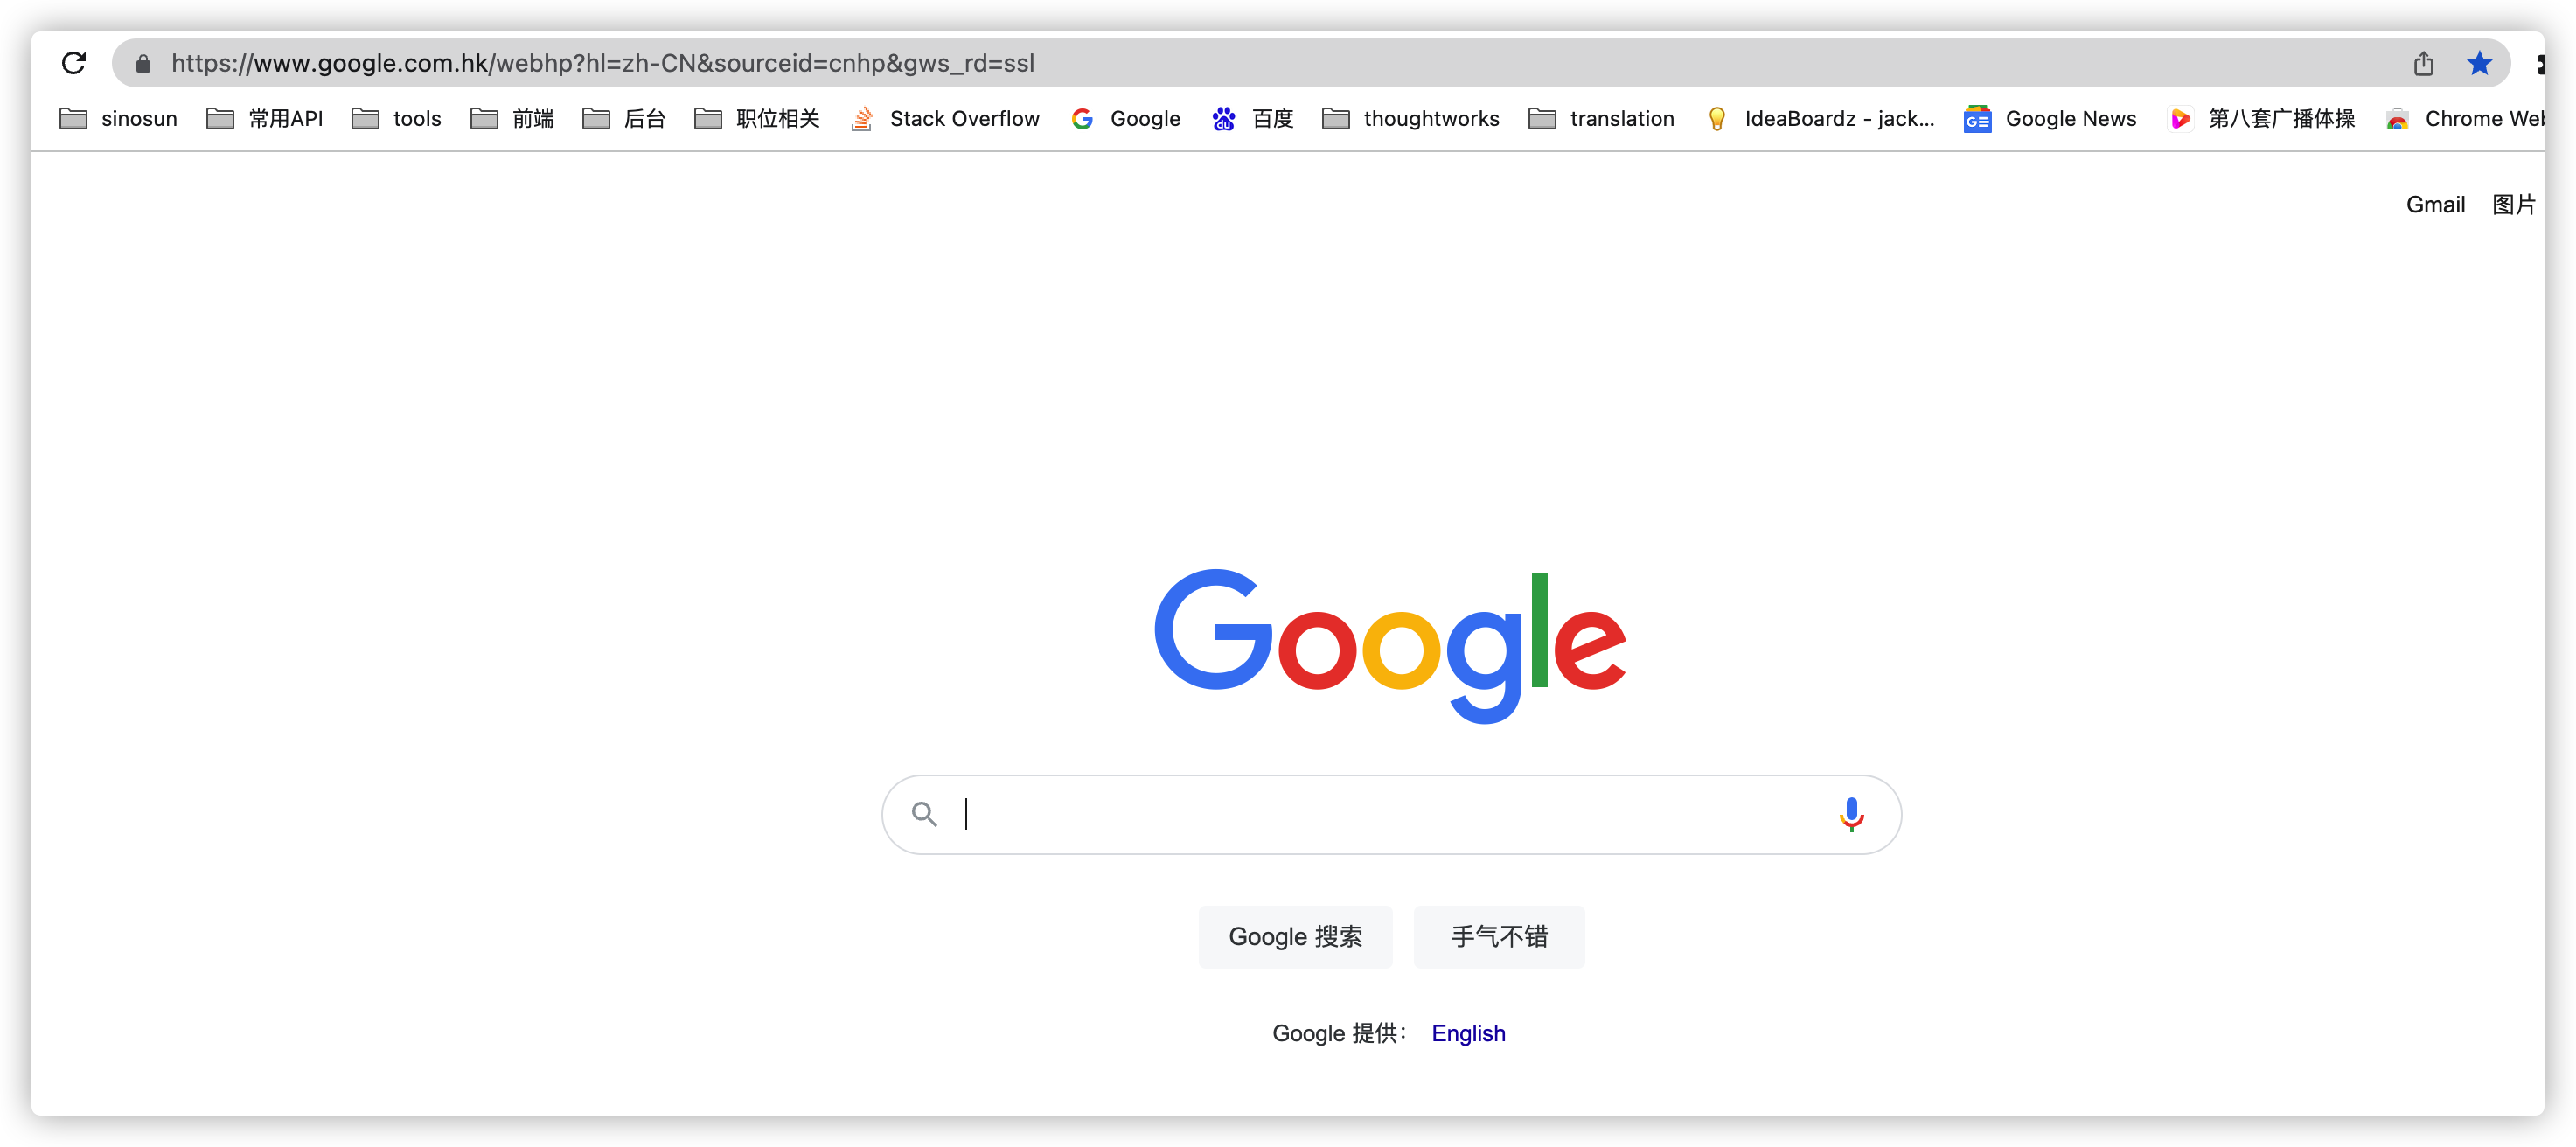 https://www.google.com.hk/webhp?hl=zh-CN&sourceid=cnhp&gws_rd=ssl
sinosun 常用API tools 前端 后台 职位相关 Stack Overflow Google 百度 thoughtworks translation IdeaBoardz - jack... Google News 第八套广播体操 Chrome Web
Gmail 图片
Google
Google 搜索 手气不错
Google 提供： English